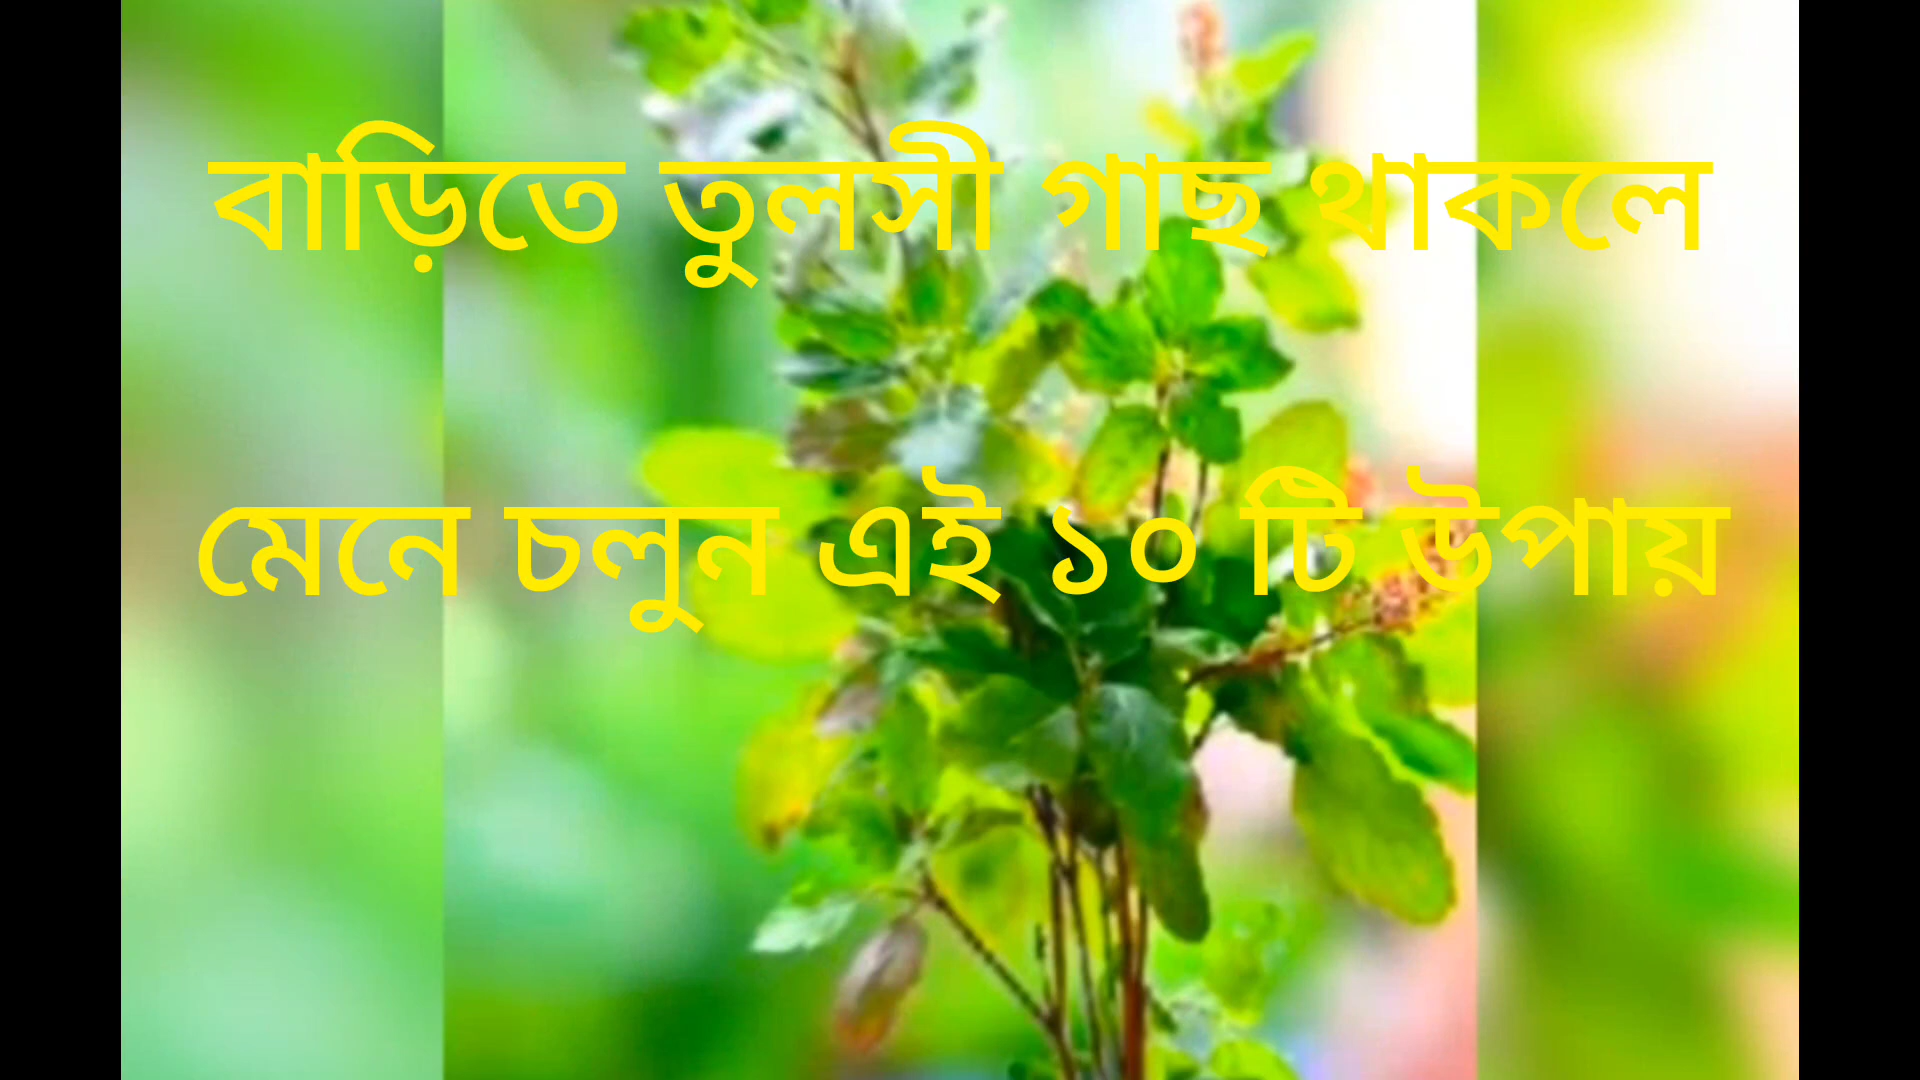 বাড়িতে তুলসী গাছ থাকলে
মেনে চলুন এই ১০ টি উপায়